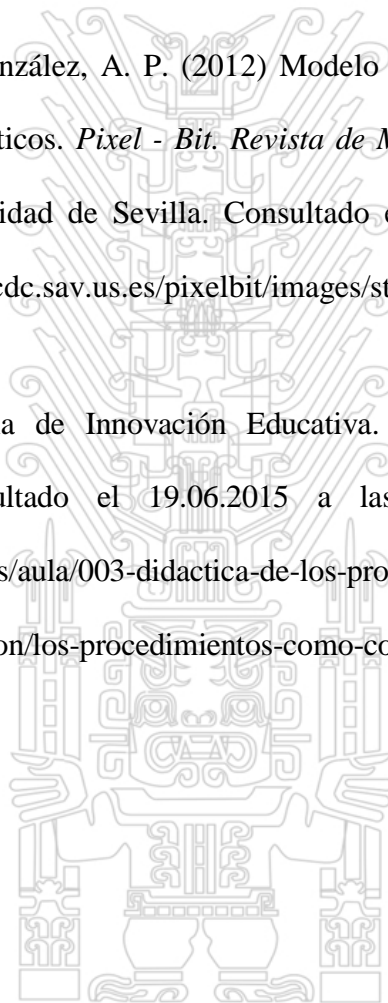 nzález, A. P. (2012) Modelo
ticos. Pixel - Bit. Revista de M
idad de Sevilla. Consultado e
cdc.sav.us.es/pixelbit/images/st
a de Innovación Educativa.
ultado el 19.06.2015 a las
s/aula/003-didactica-de-los-pro
on/los-procedimientos-como-co